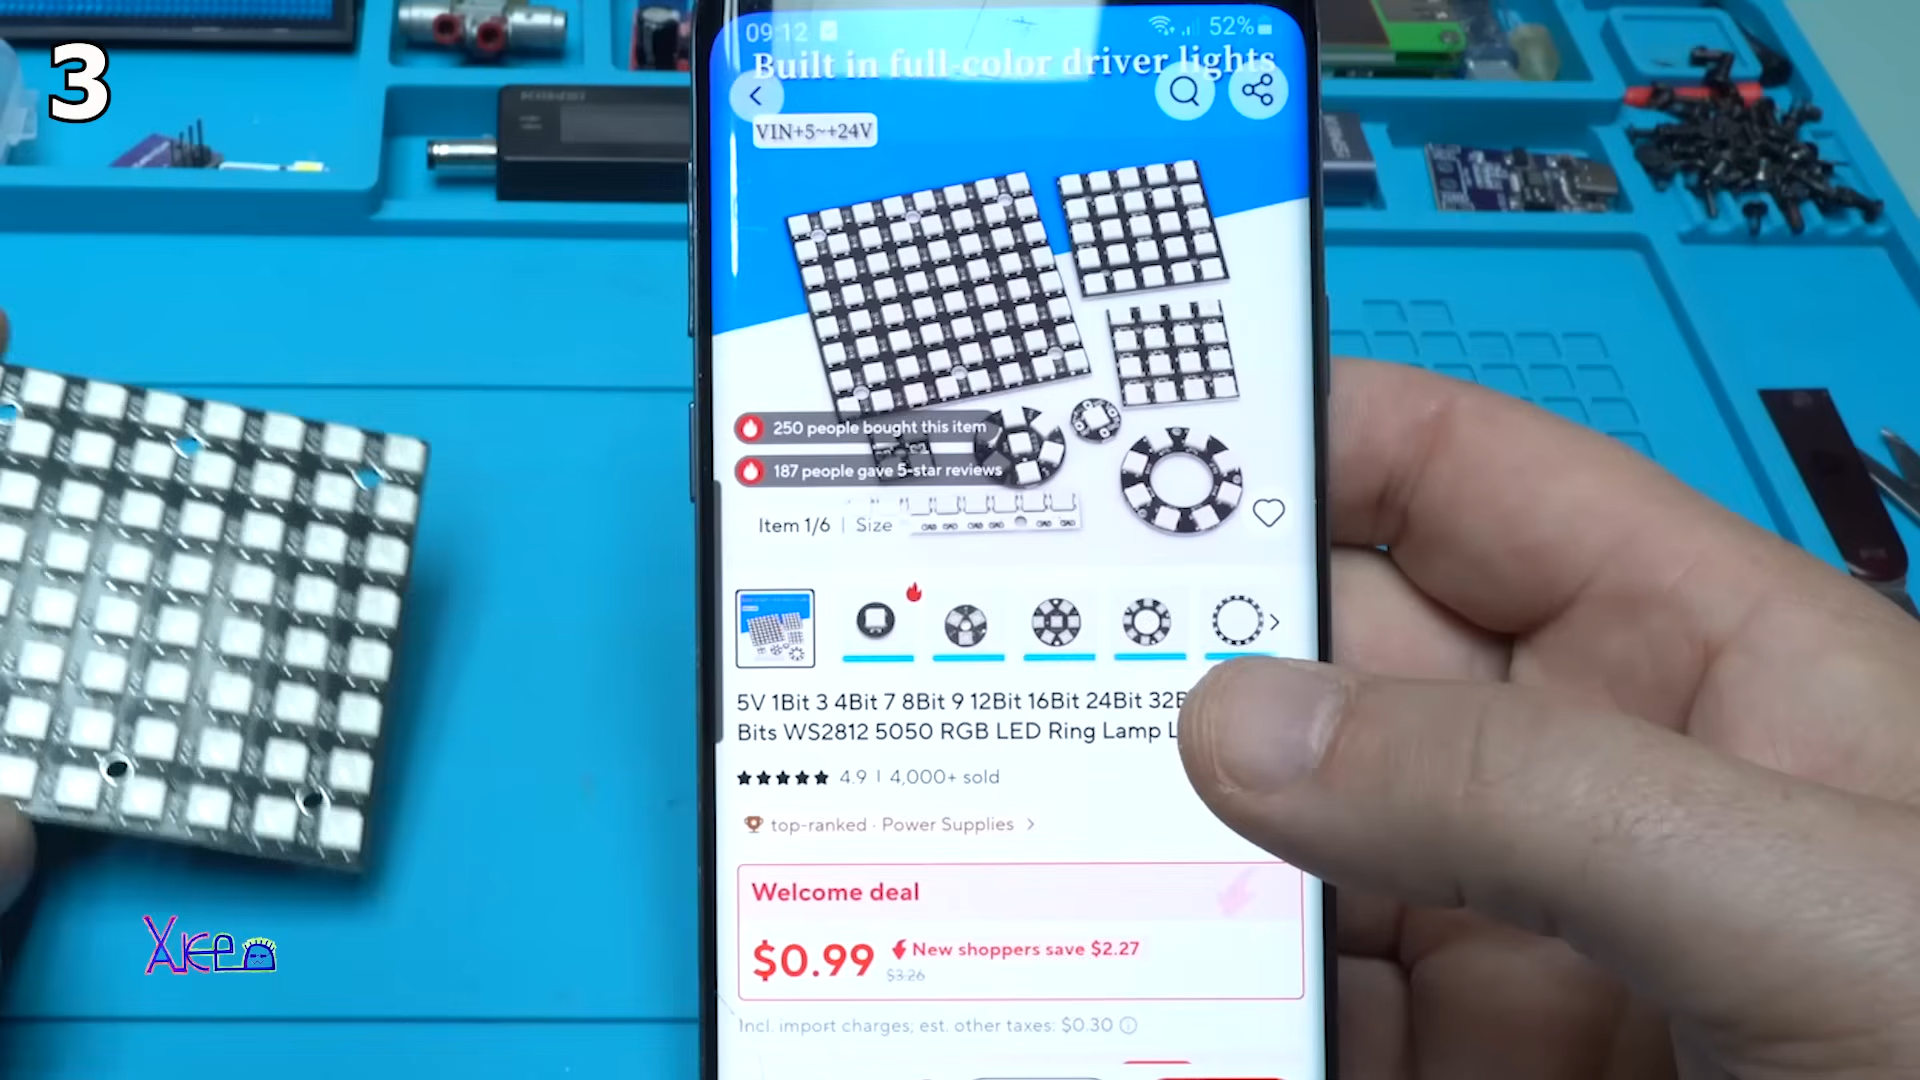 3
09:12
52%
Built in full-color driver lights
VIN+5~+24V
250 people bought this item
187 people gave 5-star reviews
Item 1/6 | Size
5V 1Bit 3 4Bit 7 8Bit 9 12Bit 16Bit 24Bit
Bits WS2812 5050 RGB LED Ring Lamp
4.9 | 4,000+ sold
top-ranked · Power Supplies >
Welcome deal
$0.99 New shoppers save $2.27
$3.26
Incl. import charges; est. other taxes: $0.30